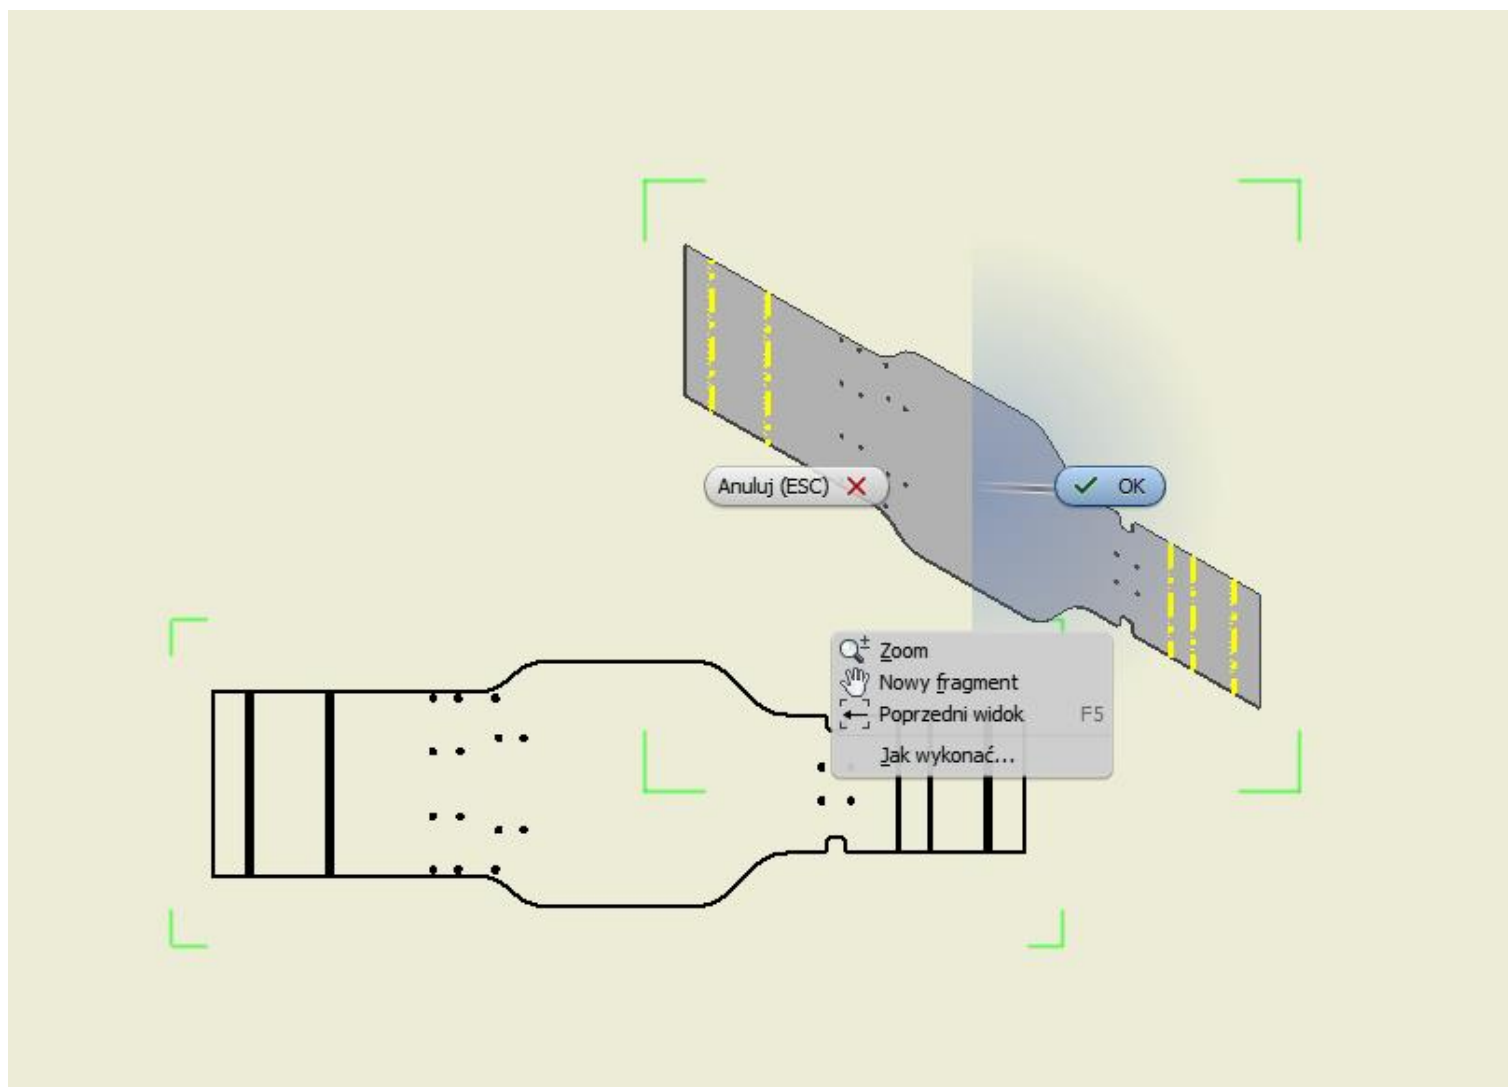 Anuluj (ESC)
OK
Zoom
Nowy fragment
Poprzedni widok F5
Jak wykonać...